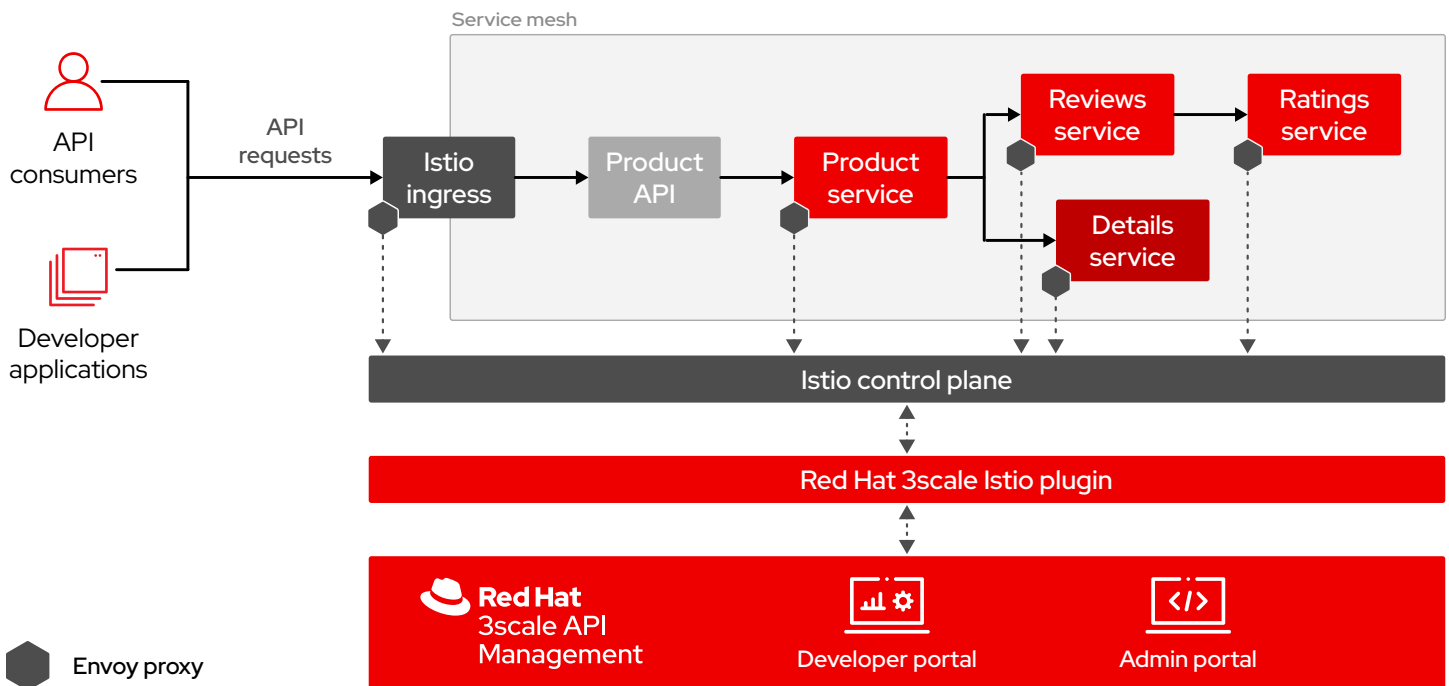 Service mesh
API
consumers
Developer
applications
API
requests
Istio
ingress
Product
API
Product
service
Reviews
service
Ratings
service
Details
service
Istio control plane
Red Hat 3scale Istio plugin
Red Hat
3scale API
Management
Developer portal
</>
Admin portal
Envoy proxy